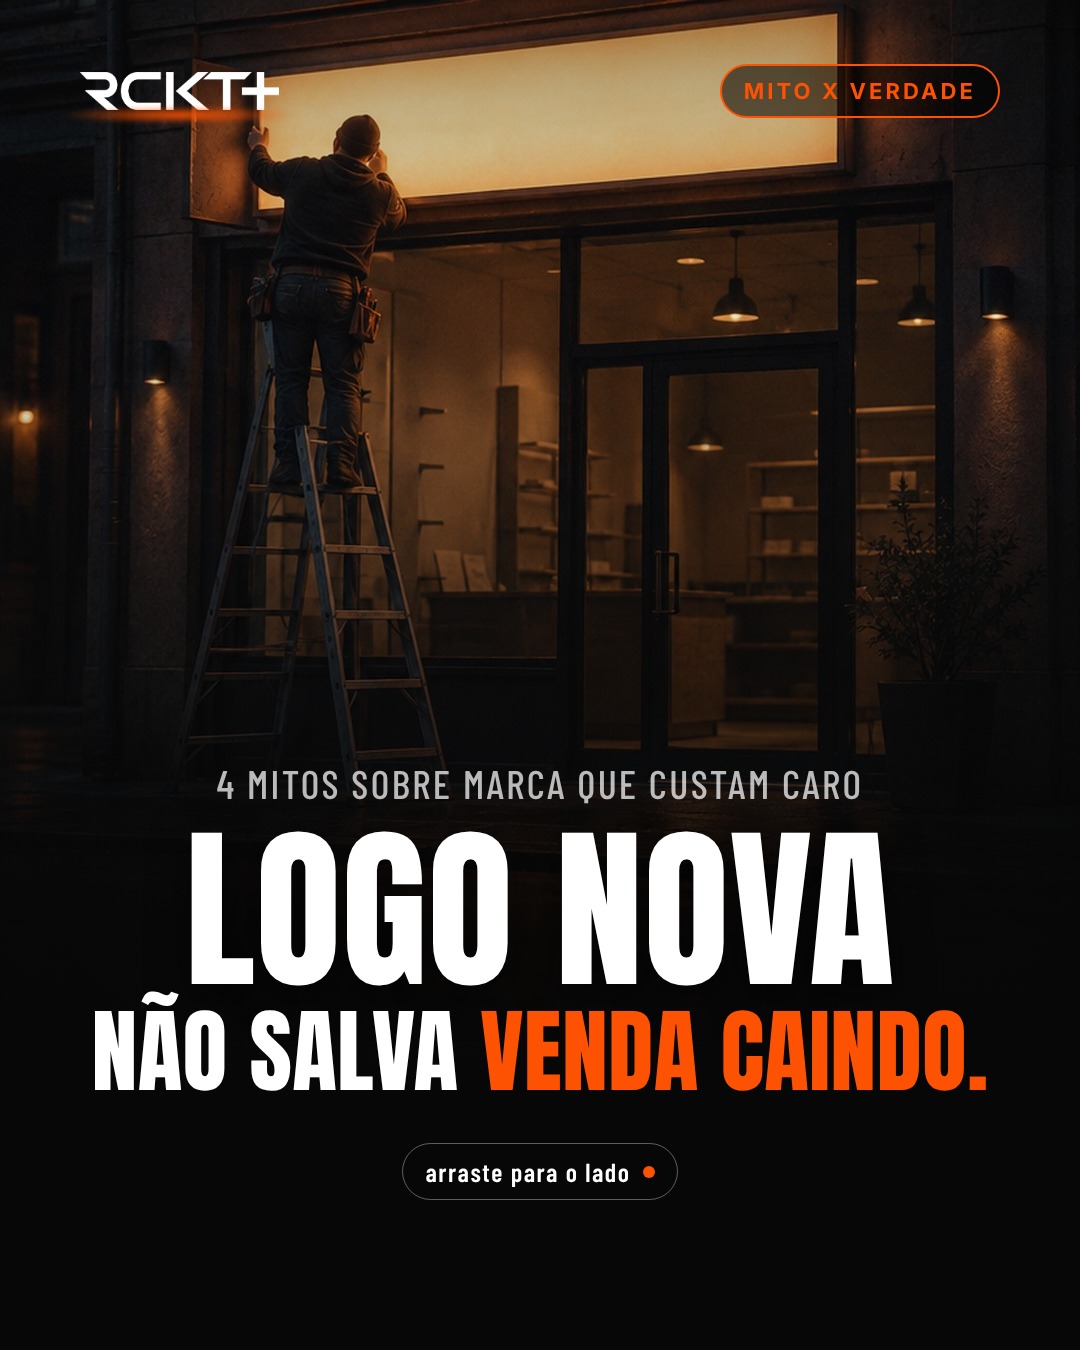 RCKT+
MITO X VERDADE
4 MITOS SOBRE MARCA QUE CUSTAM CARO
LOGO NOVA
NÃO SALVA VENDA CAINDO.
arraste para o lado